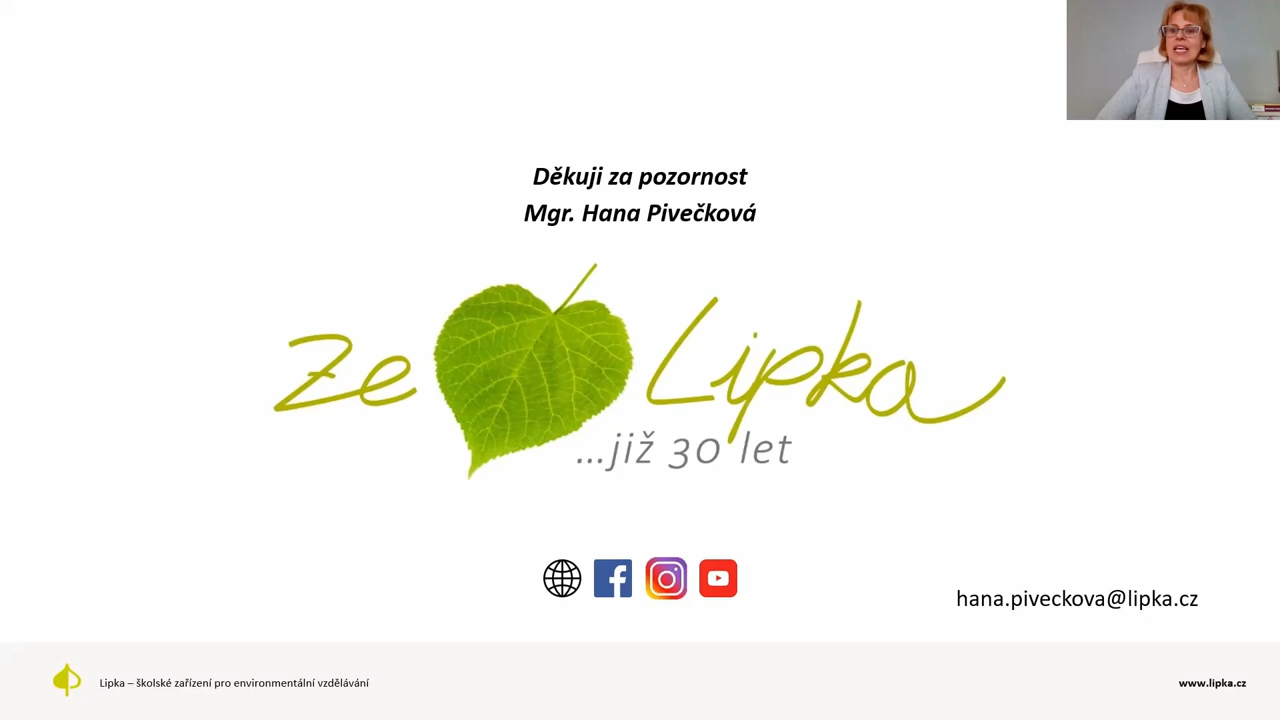 Děkuji za pozornost
Mgr. Hana Pivečková
Ze Lipka
...již 30 let
hana.piveckova@lipka.cz
Lipka – školské zařízení pro environmentální vzdělávání
www.lipka.cz